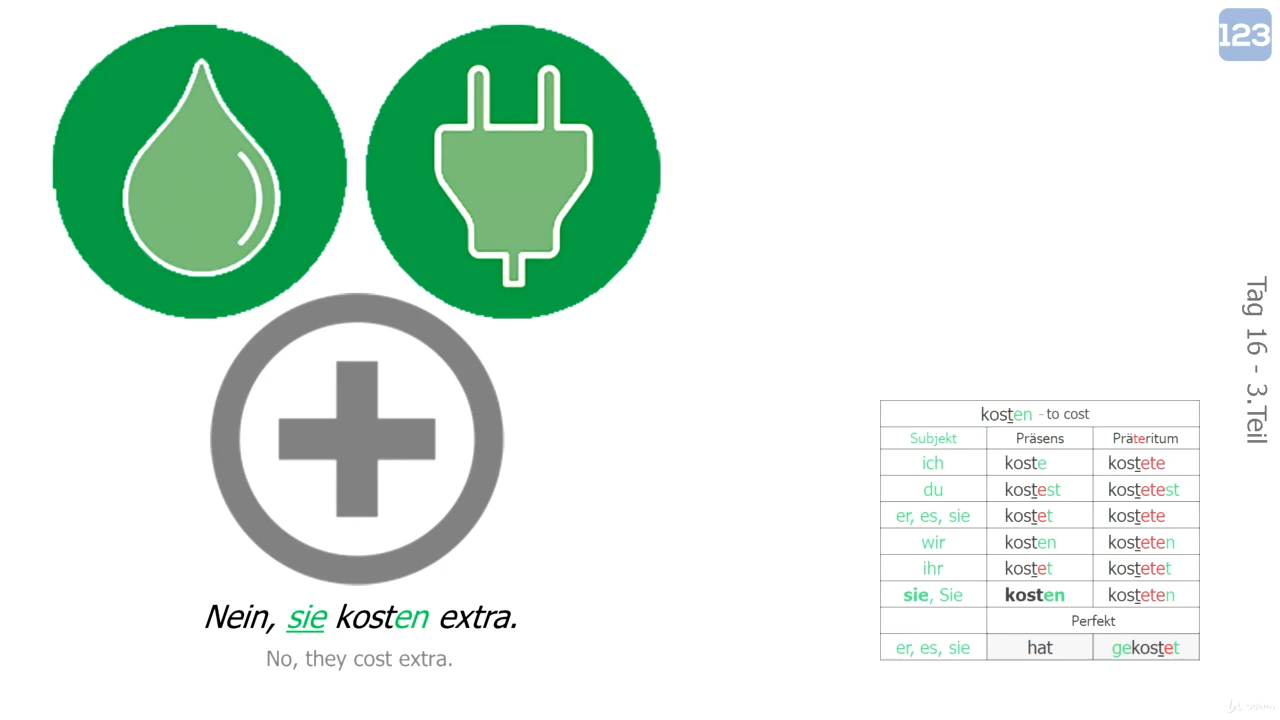 123
Tag 16 - 3.Teil
kosten - to cost
Subjekt Präsens Präteritum
ich koste kostete
du kostest kostetest
er, es, sie kostet kostete
wir kosten kosteten
ihr kostet kostetet
sie, Sie kosten kosteten
Perfekt
er, es, sie hat gekostet
Nein, sie kosten extra.
No, they cost extra.